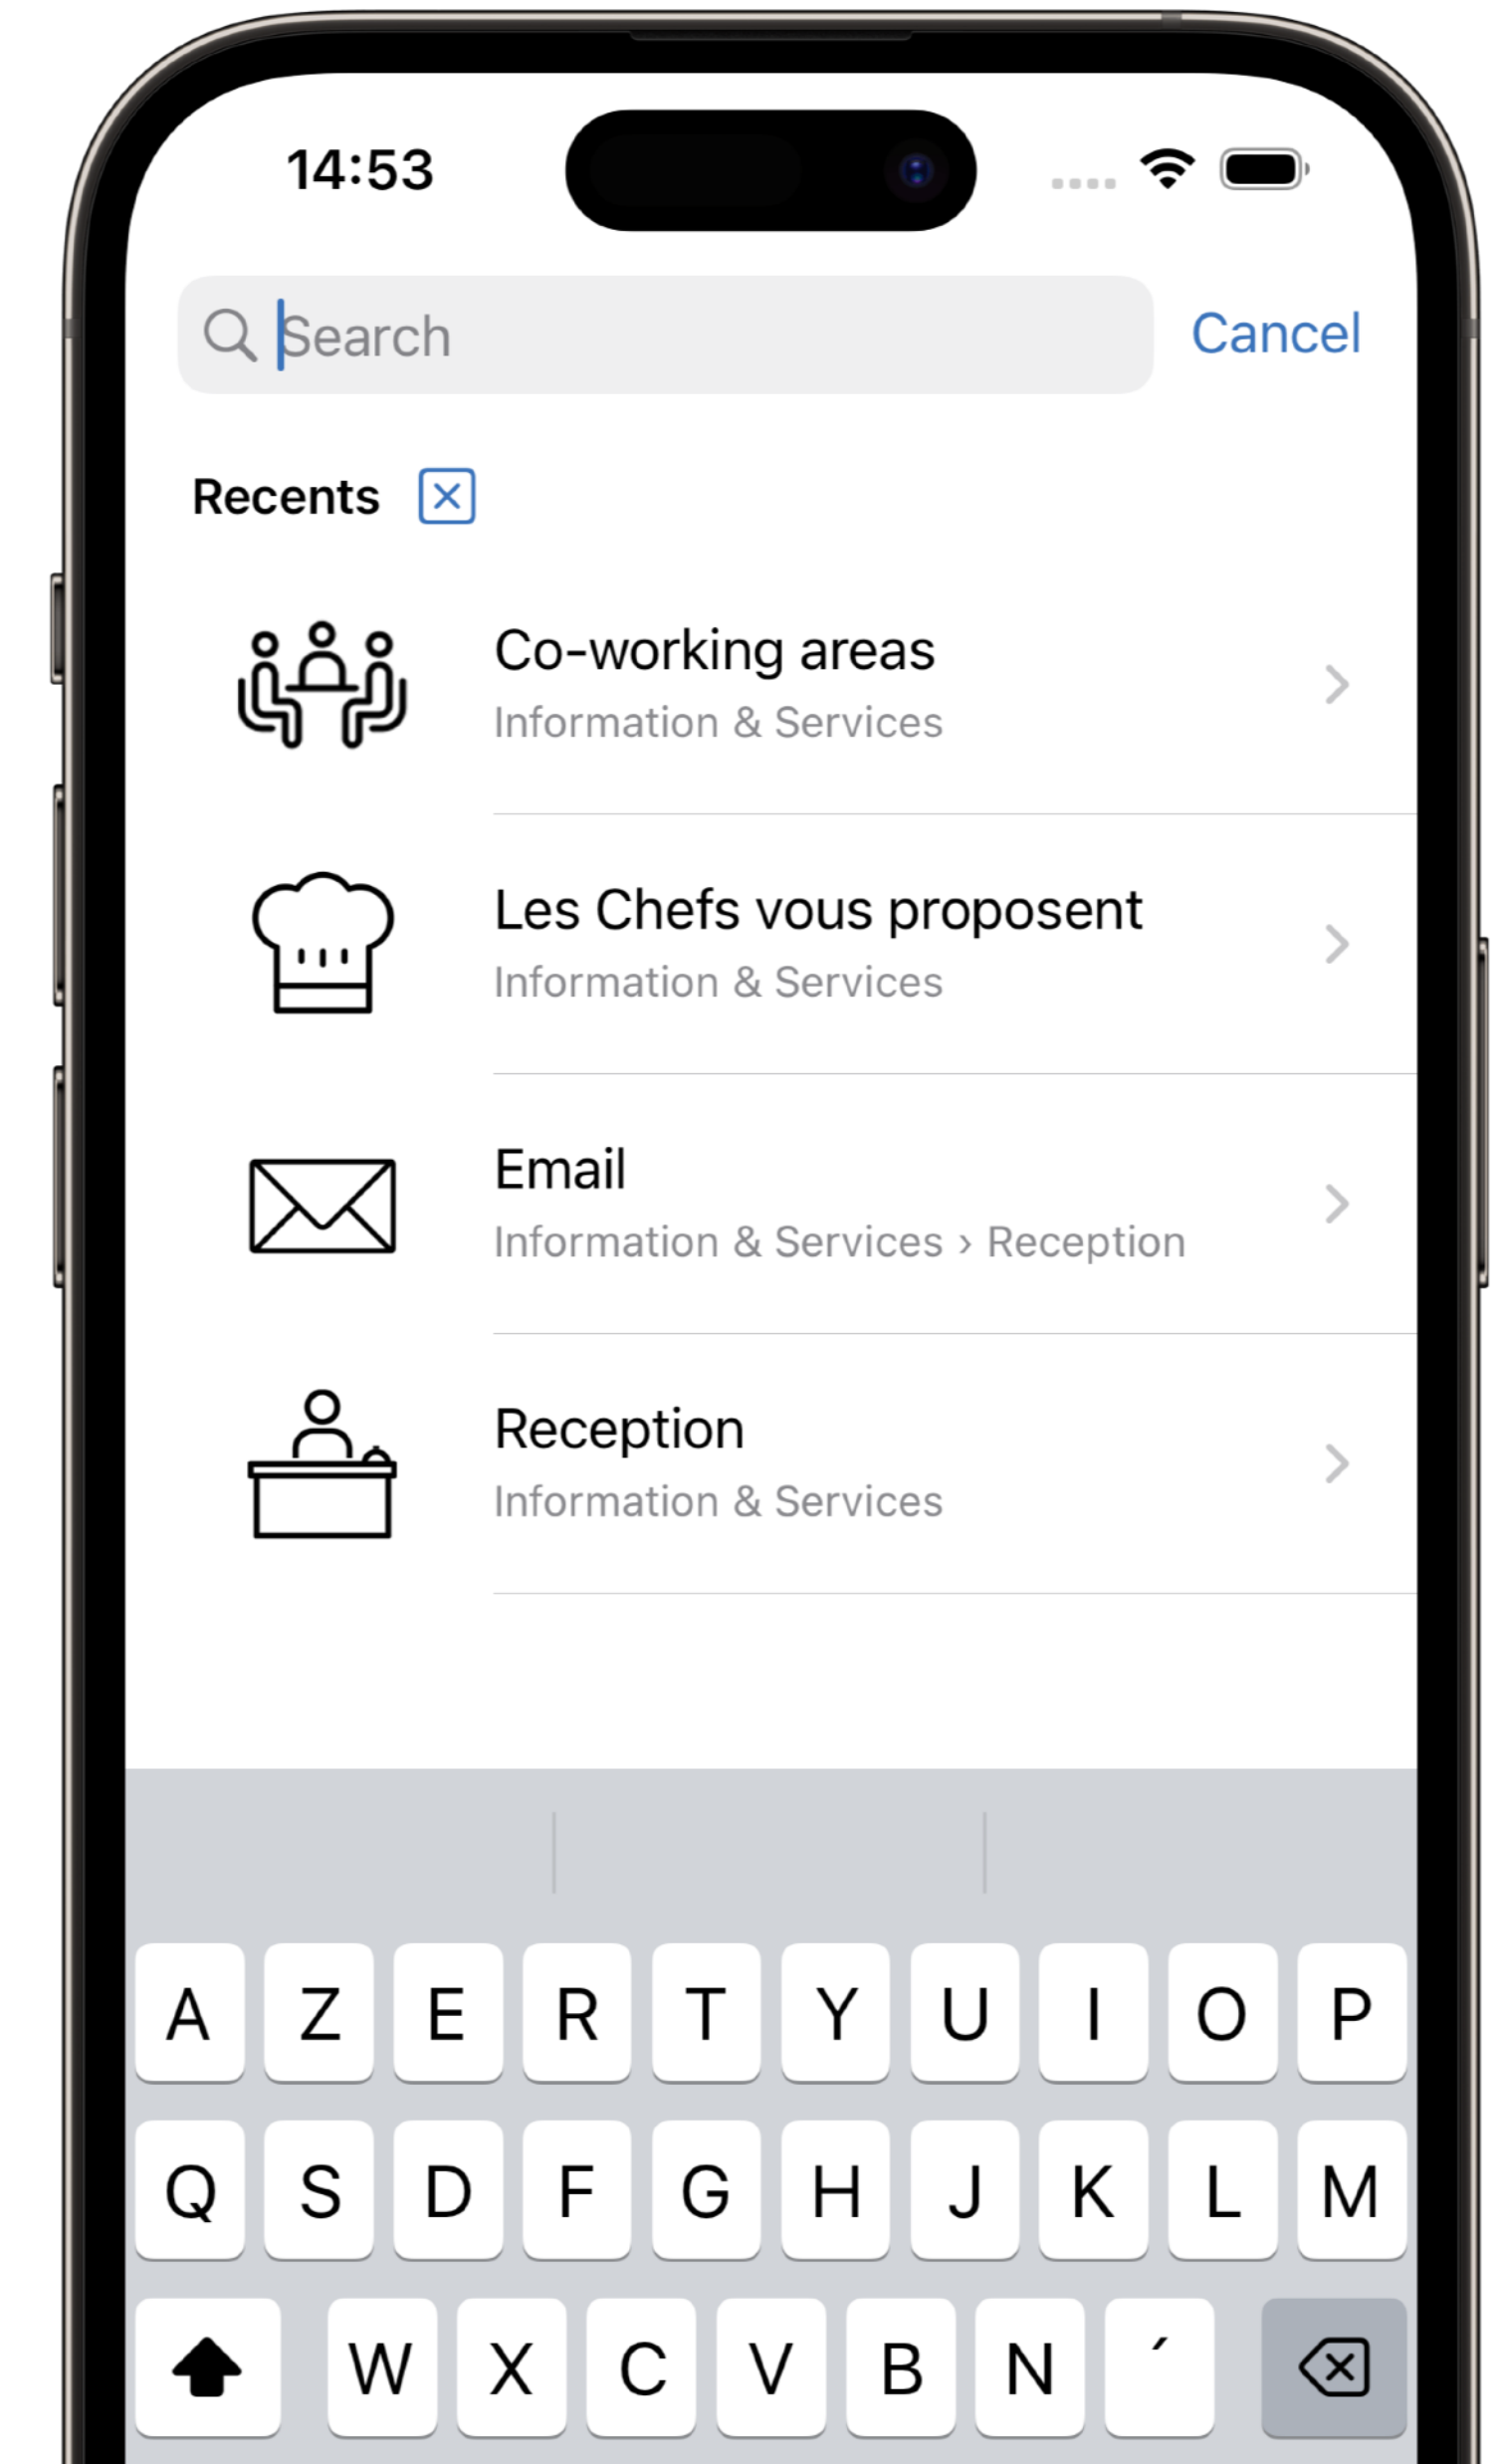 14:53
Search
Cancel
Recents
Co-working areas
Information & Services
Les Chefs vous proposent
Information & Services
Email
Information & Services › Reception
Reception
Information & Services
A Z E R T Y U I O P
Q S D F G H J K L M
W X C V B N ´